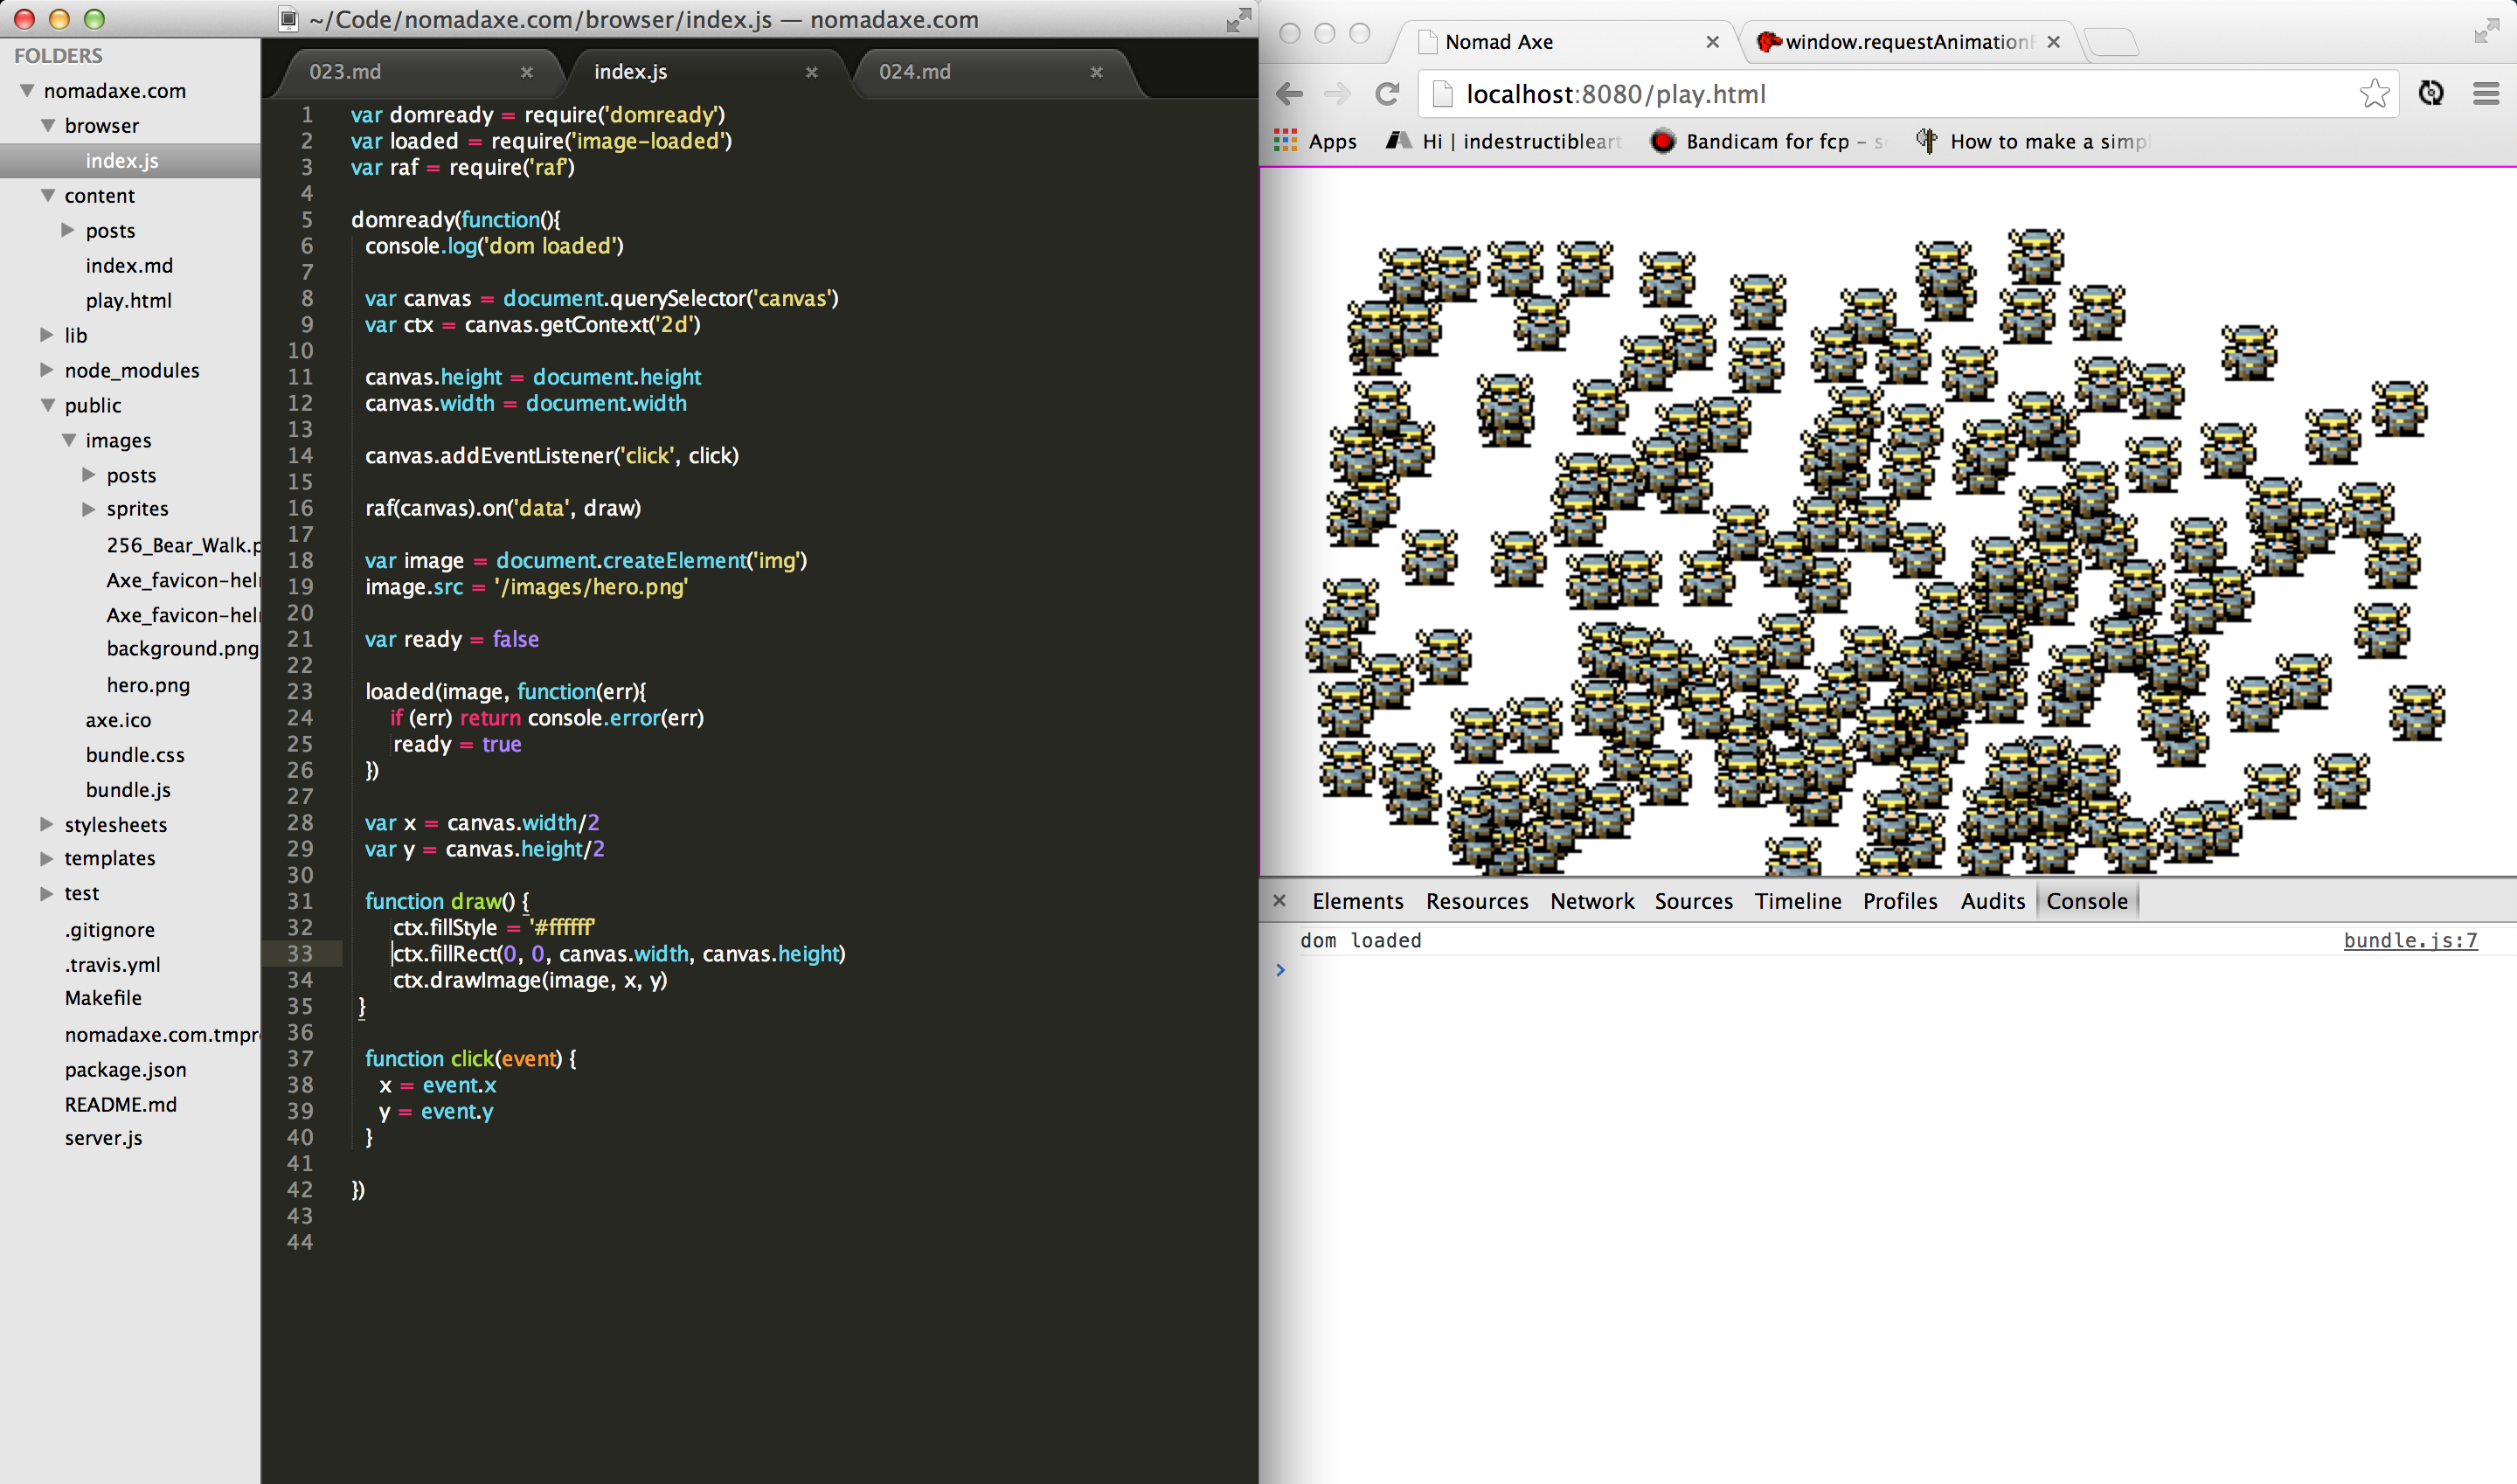 ~/Code/nomadaxe.com/browser/index.js — nomadaxe.com
FOLDERS
nomadaxe.com
browser
index.js
content
posts
index.md
play.html
lib
node_modules
public
images
posts
sprites
256_Bear_Walk.p
Axe_favicon-heln
Axe_favicon-heln
background.png
hero.png
axe.ico
bundle.css
bundle.js
stylesheets
templates
test
.gitignore
.travis.yml
Makefile
nomadaxe.com.tmpro
package.json
README.md
server.js
023.md
index.js
024.md
1 var domready = require('domready')
2 var loaded = require('image-loaded')
3 var raf = require('raf')
4
5 domready(function(){
6 console.log('dom loaded')
7
8 var canvas = document.querySelector('canvas')
9 var ctx = canvas.getContext('2d')
10
11 canvas.height = document.height
12 canvas.width = document.width
13
14 canvas.addEventListener('click', click)
15
16 raf(canvas).on('data', draw)
17
18 var image = document.createElement('img')
19 image.src = '/images/hero.png'
20
21 var ready = false
22
23 loaded(image, function(err){
24 if (err) return console.error(err)
25 ready = true
26 })
27
28 var x = canvas.width/2
29 var y = canvas.height/2
30
31 function draw() {
32 ctx.fillStyle = '#ffffff'
33 ctx.fillRect(0, 0, canvas.width, canvas.height)
34 ctx.drawImage(image, x, y)
35 }
36
37 function click(event) {
38 x = event.x
39 y = event.y
40 }
41
42 })
43
44
Nomad Axe
window.requestAnimation
localhost:8080/play.html
Apps
Hi | indestructibleart
Bandicam for fcp – s
How to make a simp
Elements Resources Network Sources Timeline Profiles Audits Console
dom loaded bundle.js:7